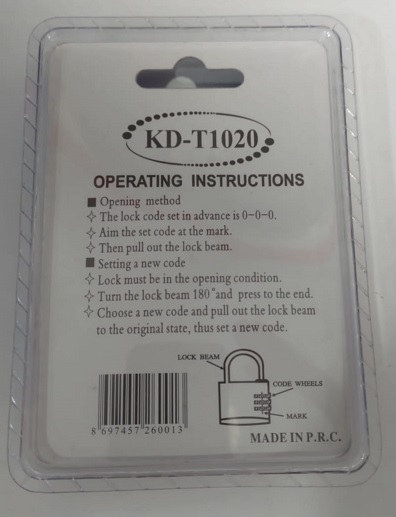 KD-T1020
OPERATING INSTRUCTIONS
■ Opening method
✧ The lock code set in advance is 0-0-0.
✧ Aim the set code at the mark.
✧ Then pull out the lock beam.
■ Setting a new code
✧ Lock must be in the opening condition.
✧ Turn the lock beam 180°and press to the end.
✧ Choose a new code and pull out the lock beam
to the original state, thus set a new code.
LOCK BEAM
CODE WHEELS
MARK
8 697457 260013
MADE IN P.R.C.